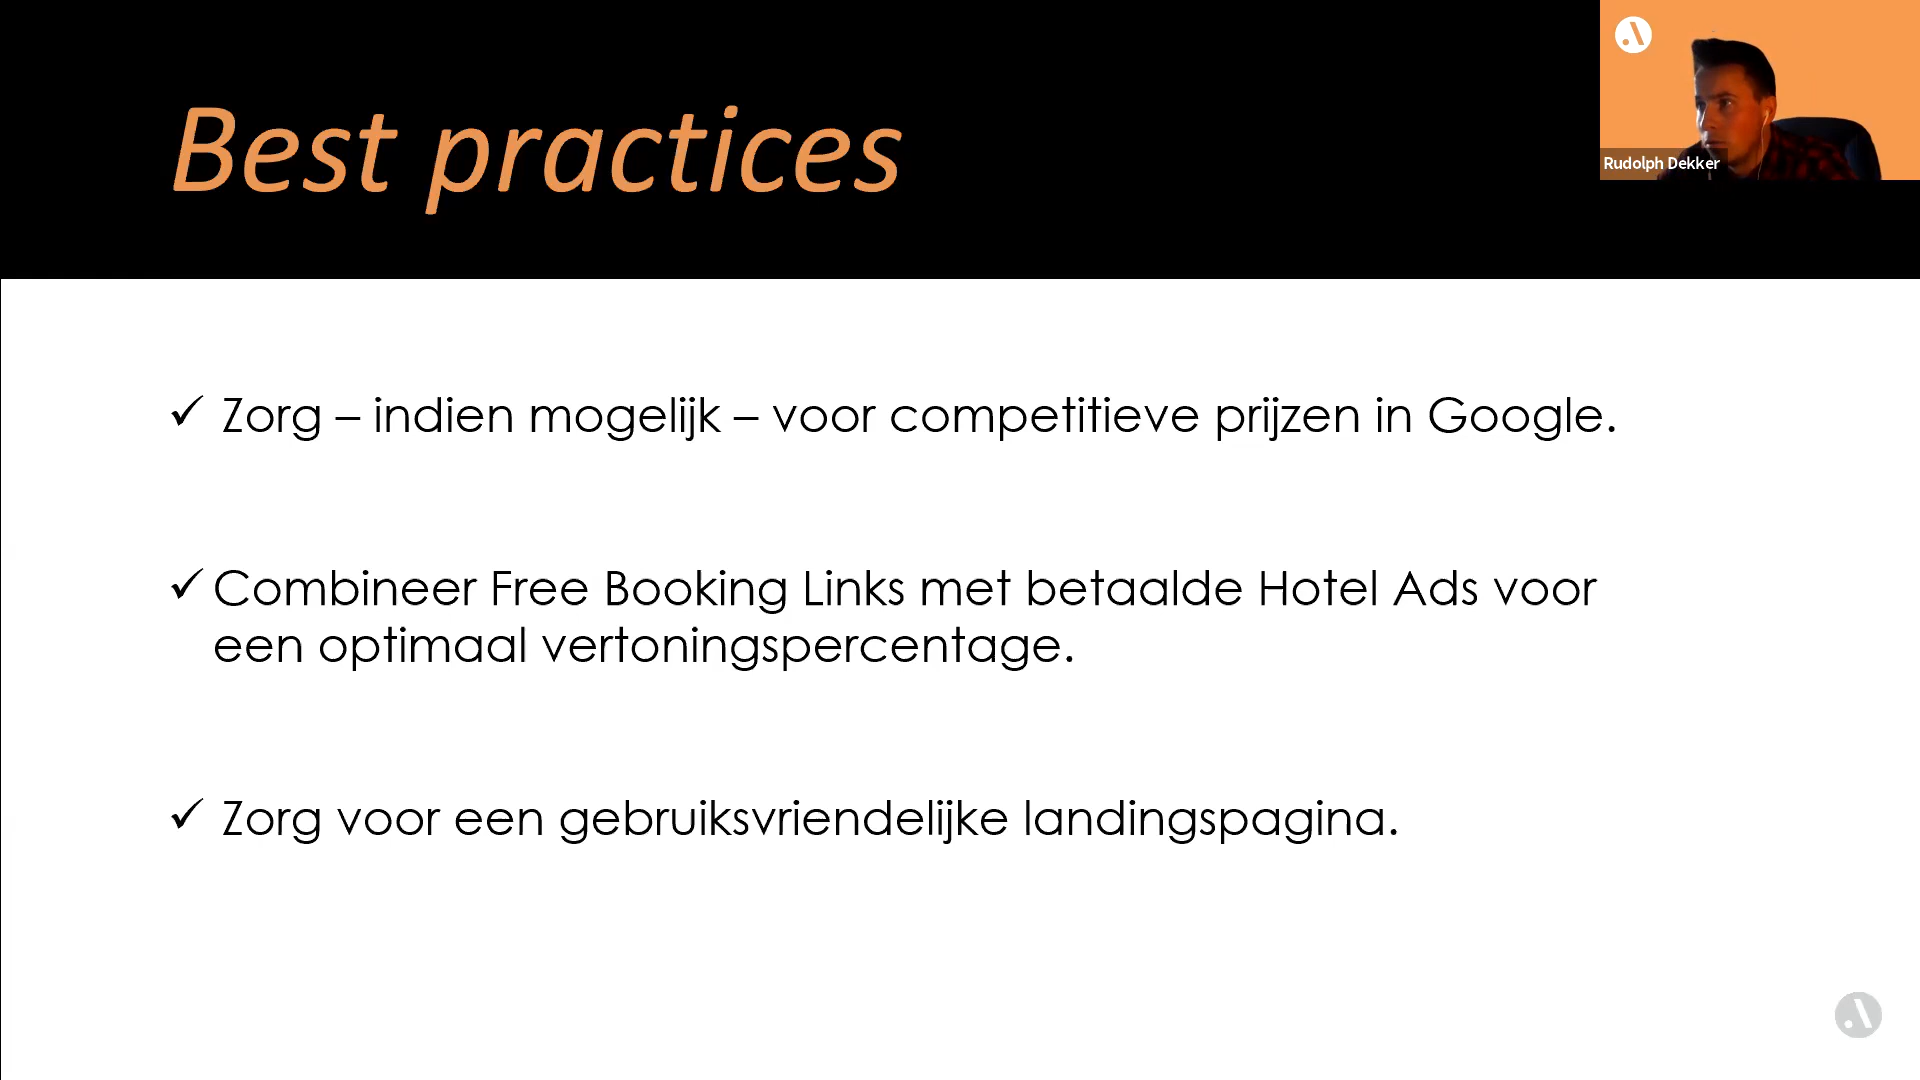 Best practices
Rudolph Dekker
✓ Zorg – indien mogelijk – voor competitieve prijzen in Google.
✓ Combineer Free Booking Links met betaalde Hotel Ads voor
een optimaal vertoningspercentage.
✓ Zorg voor een gebruiksvriendelijke landingspagina.